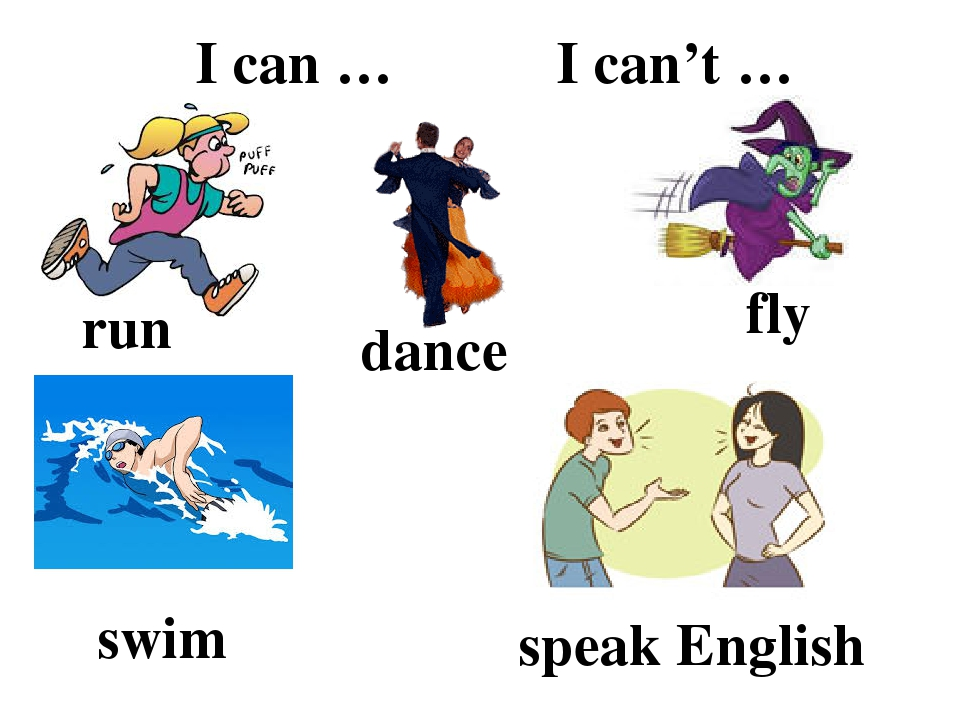 I can … I can’t …
PUFF
PUFF
run
dance
fly
swim
speak English